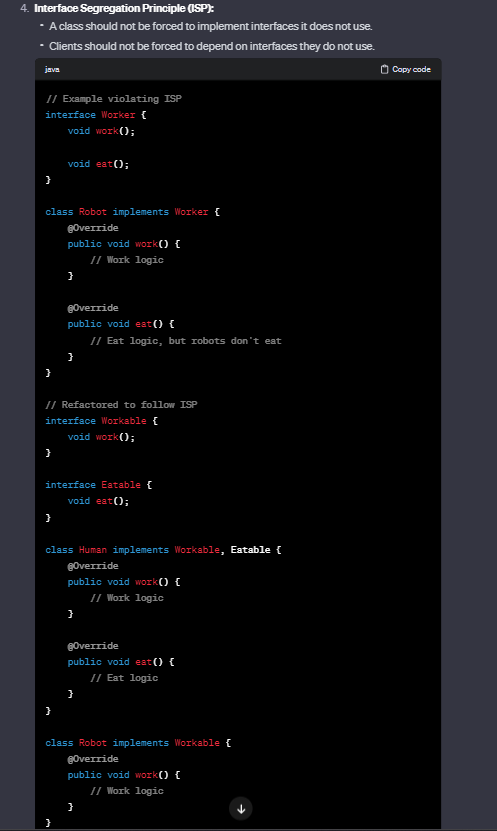 4. Interface Segregation Principle (ISP):
• A class should not be forced to implement interfaces it does not use.
• Clients should not be forced to depend on interfaces they do not use.
java Copy code
// Example violating ISP
interface Worker {
    void work();
    void eat();
}
class Robot implements Worker {
    @Override
    public void work() {
        // Work logic
    }
    @Override
    public void eat() {
        // Eat logic, but robots don't eat
    }
}
// Refactored to follow ISP
interface Workable {
    void work();
}
interface Eatable {
    void eat();
}
class Human implements Workable, Eatable {
    @Override
    public void work() {
        // Work logic
    }
    @Override
    public void eat() {
        // Eat logic
    }
}
class Robot implements Workable {
    @Override
    public void work() {
        // Work logic
    }
}